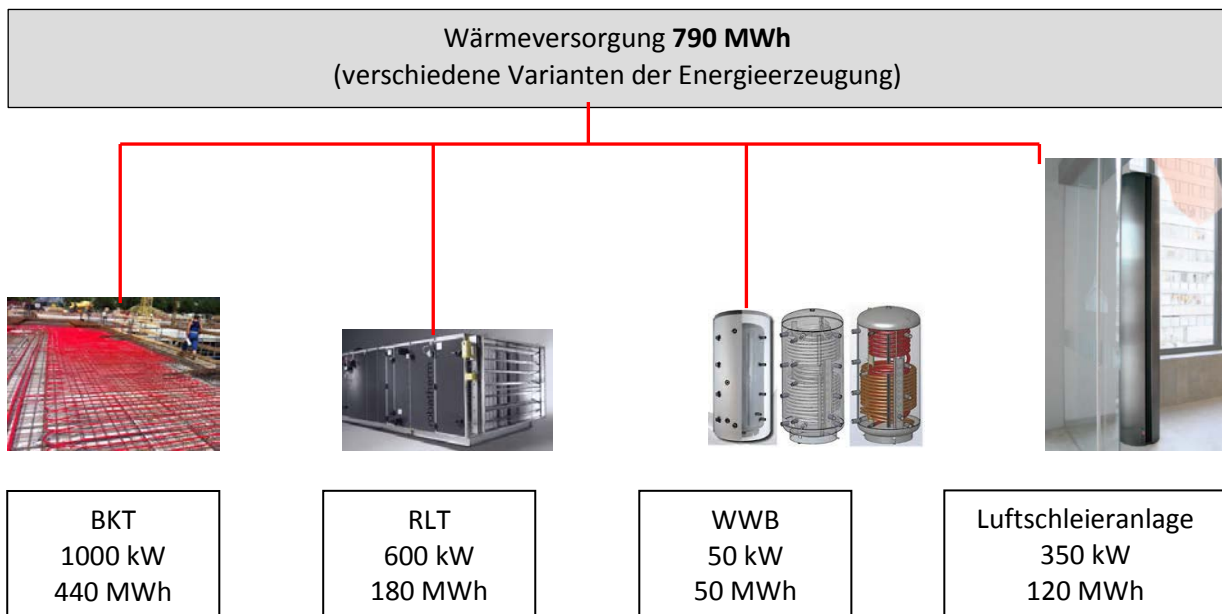 Wärmeversorgung 790 MWh
(verschiedene Varianten der Energieerzeugung)
robatherm
BKT
1000 kW
440 MWh
RLT
600 kW
180 MWh
WWB
50 kW
50 MWh
Luftschleieranlage
350 kW
120 MWh